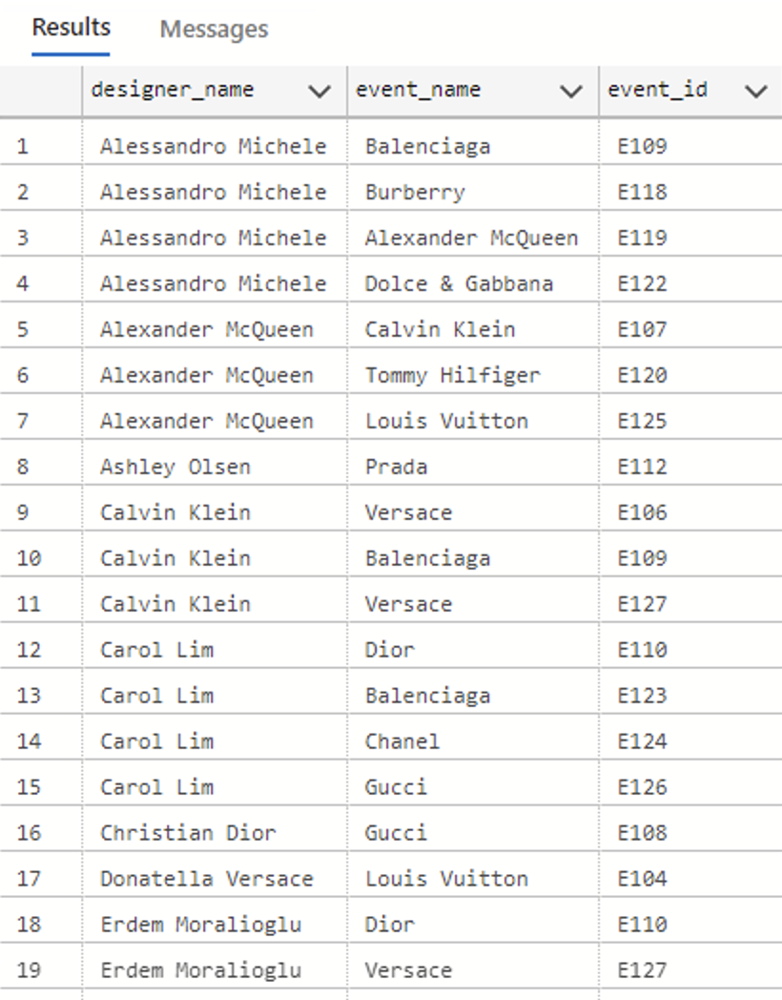 Results Messages
designer_name event_name event_id
1 Alessandro Michele Balenciaga E109
2 Alessandro Michele Burberry E118
3 Alessandro Michele Alexander McQueen E119
4 Alessandro Michele Dolce & Gabbana E122
5 Alexander McQueen Calvin Klein E107
6 Alexander McQueen Tommy Hilfiger E120
7 Alexander McQueen Louis Vuitton E125
8 Ashley Olsen Prada E112
9 Calvin Klein Versace E106
10 Calvin Klein Balenciaga E109
11 Calvin Klein Versace E127
12 Carol Lim Dior E110
13 Carol Lim Balenciaga E123
14 Carol Lim Chanel E124
15 Carol Lim Gucci E126
16 Christian Dior Gucci E108
17 Donatella Versace Louis Vuitton E104
18 Erdem Moralioglu Dior E110
19 Erdem Moralioglu Versace E127